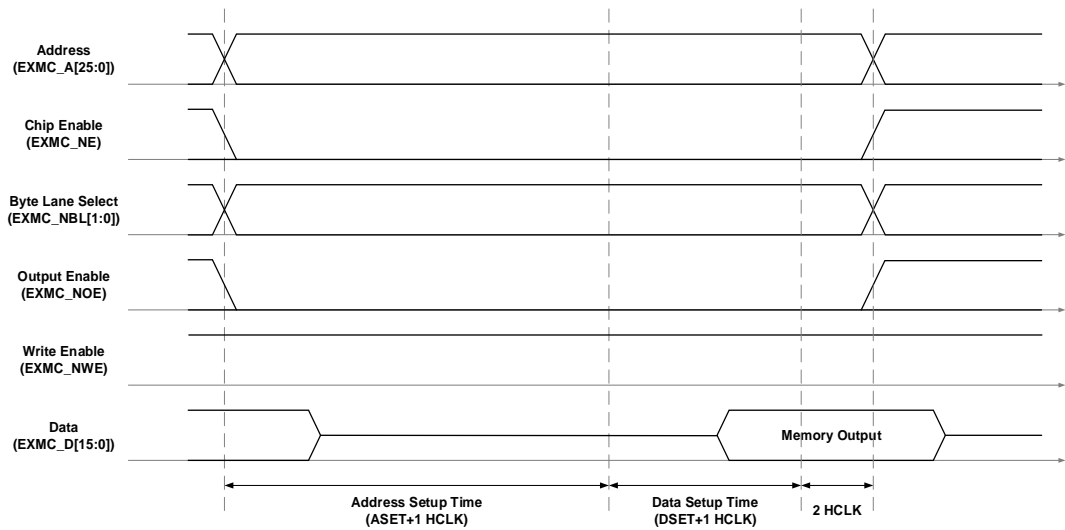 Address
(EXMC_A[25:0])
Chip Enable
(EXMC_NE)
Byte Lane Select
(EXMC_NBL[1:0])
Output Enable
(EXMC_NOE)
Write Enable
(EXMC_NWE)
Data
(EXMC_D[15:0])
Memory Output
Address Setup Time
(ASET+1 HCLK)
Data Setup Time
(DSET+1 HCLK)
2 HCLK